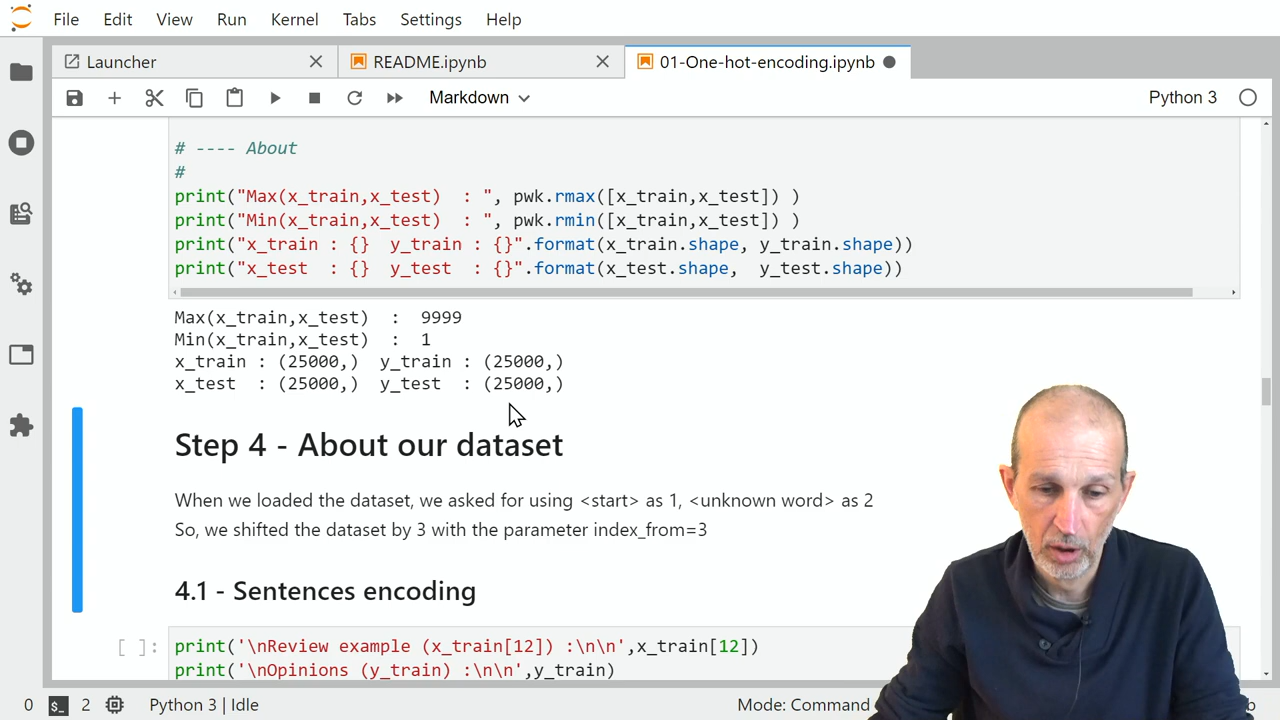 File Edit View Run Kernel Tabs Settings Help
Launcher README.ipynb 01-One-hot-encoding.ipynb
Markdown Python 3
# ---- About
#
print("Max(x_train,x_test)  : ", pwk.rmax([x_train,x_test]) )
print("Min(x_train,x_test)  : ", pwk.rmin([x_train,x_test]) )
print("x_train : {}  y_train : {}".format(x_train.shape, y_train.shape))
print("x_test  : {}  y_test  : {}".format(x_test.shape,  y_test.shape))
Max(x_train,x_test)  :  9999
Min(x_train,x_test)  :  1
x_train : (25000,)  y_train : (25000,)
x_test  : (25000,)  y_test  : (25000,)
Step 4 - About our dataset
When we loaded the dataset, we asked for using <start> as 1, <unknown word> as 2
So, we shifted the dataset by 3 with the parameter index_from=3
4.1 - Sentences encoding
[ ]: print('\nReview example (x_train[12]) :\n\n',x_train[12])
print('\nOpinions (y_train) :\n\n',y_train)
0 $_ 2 Python 3 | Idle Mode: Command